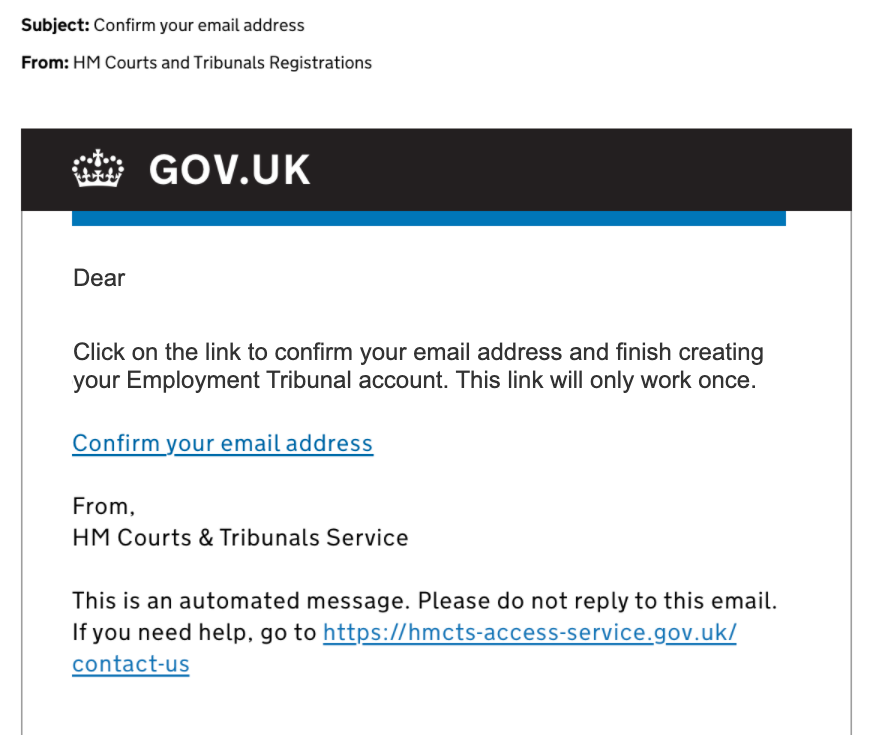 Subject: Confirm your email address
From: HM Courts and Tribunals Registrations
GOV.UK
Dear
Click on the link to confirm your email address and finish creating
your Employment Tribunal account. This link will only work once.
Confirm your email address
From,
HM Courts & Tribunals Service
This is an automated message. Please do not reply to this email.
If you need help, go to https://hmcts-access-service.gov.uk/
contact-us